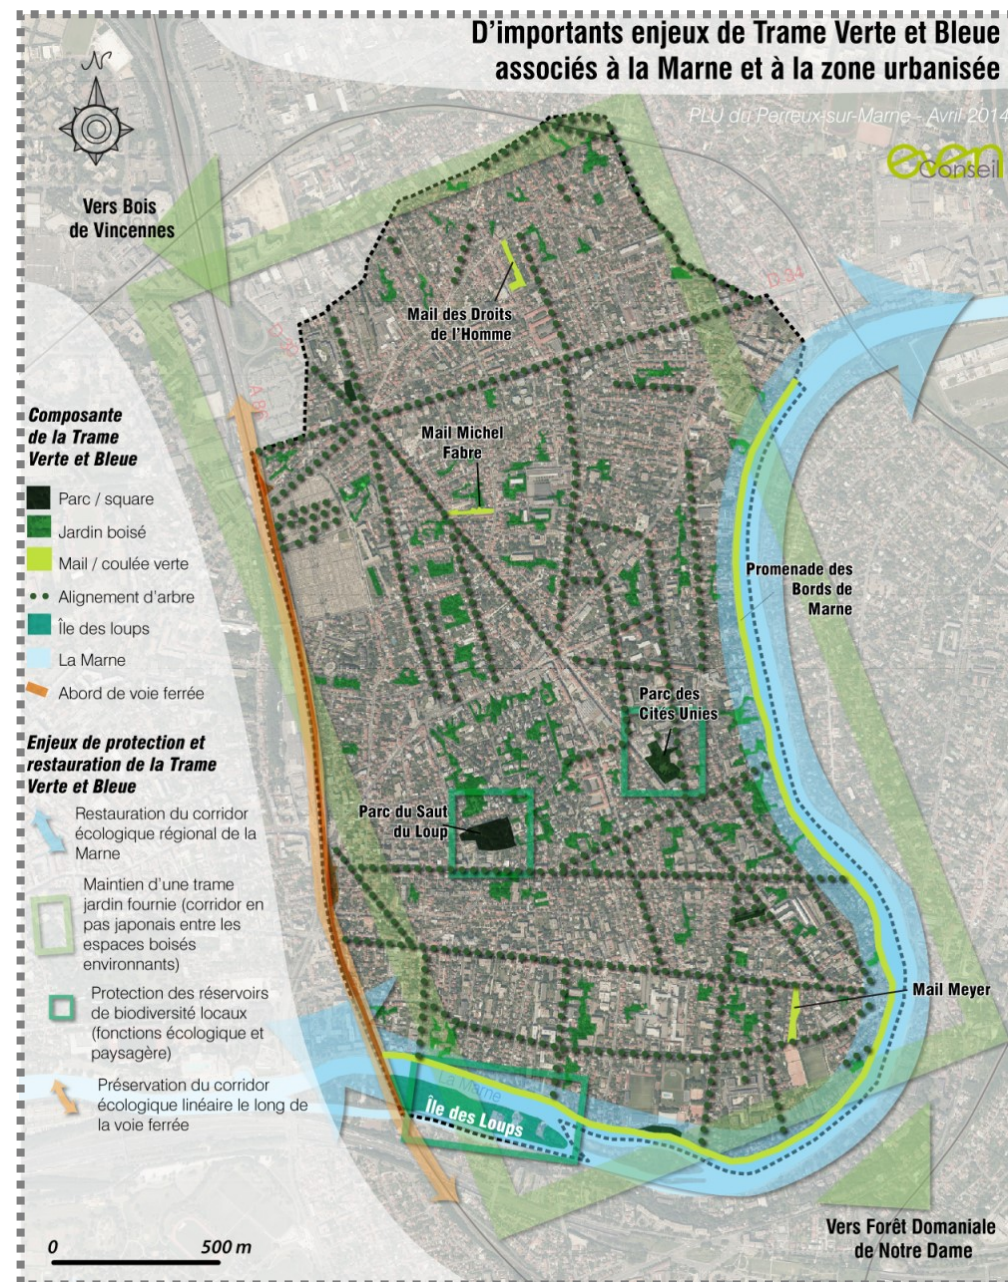 D'importants enjeux de Trame Verte et Bleue
associés à la Marne et à la zone urbanisée
PLU du Perreux-sur-Marne - Avril 2014
even
Conseil
N
Vers Bois
de Vincennes
D 34
A 86
Mail des Droits
de l'Homme
Mail Michel
Fabre
Promenade des
Bords de
Marne
Parc des
Cités Unies
Parc du Saut
du Loup
Mail Meyer
La Marne
Île des Loups
Vers Forêt Domaniale
de Notre Dame
Composante
de la Trame
Verte et Bleue
Parc / square
Jardin boisé
Mail / coulée verte
Alignement d'arbre
Île des loups
La Marne
Abord de voie ferrée
Enjeux de protection et
restauration de la Trame
Verte et Bleue
Restauration du corridor
écologique régional de la
Marne
Maintien d'une trame
jardin fournie (corridor en
pas japonais entre les
espaces boisés
environnants)
Protection des réservoirs
de biodiversité locaux
(fonctions écologique et
paysagère)
Préservation du corridor
écologique linéaire le long de
la voie ferrée
0 500 m